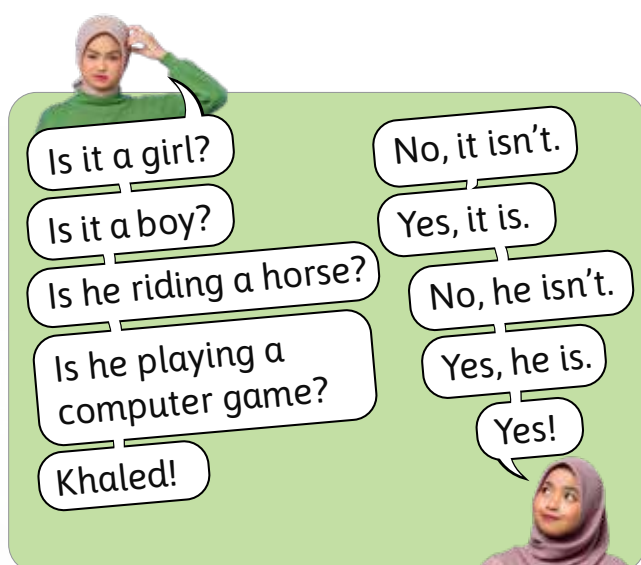 Is it a girl?
No, it isn't.
Is it a boy?
Yes, it is.
Is he riding a horse?
No, he isn't.
Is he playing a
computer game?
Yes, he is.
Khaled!
Yes!